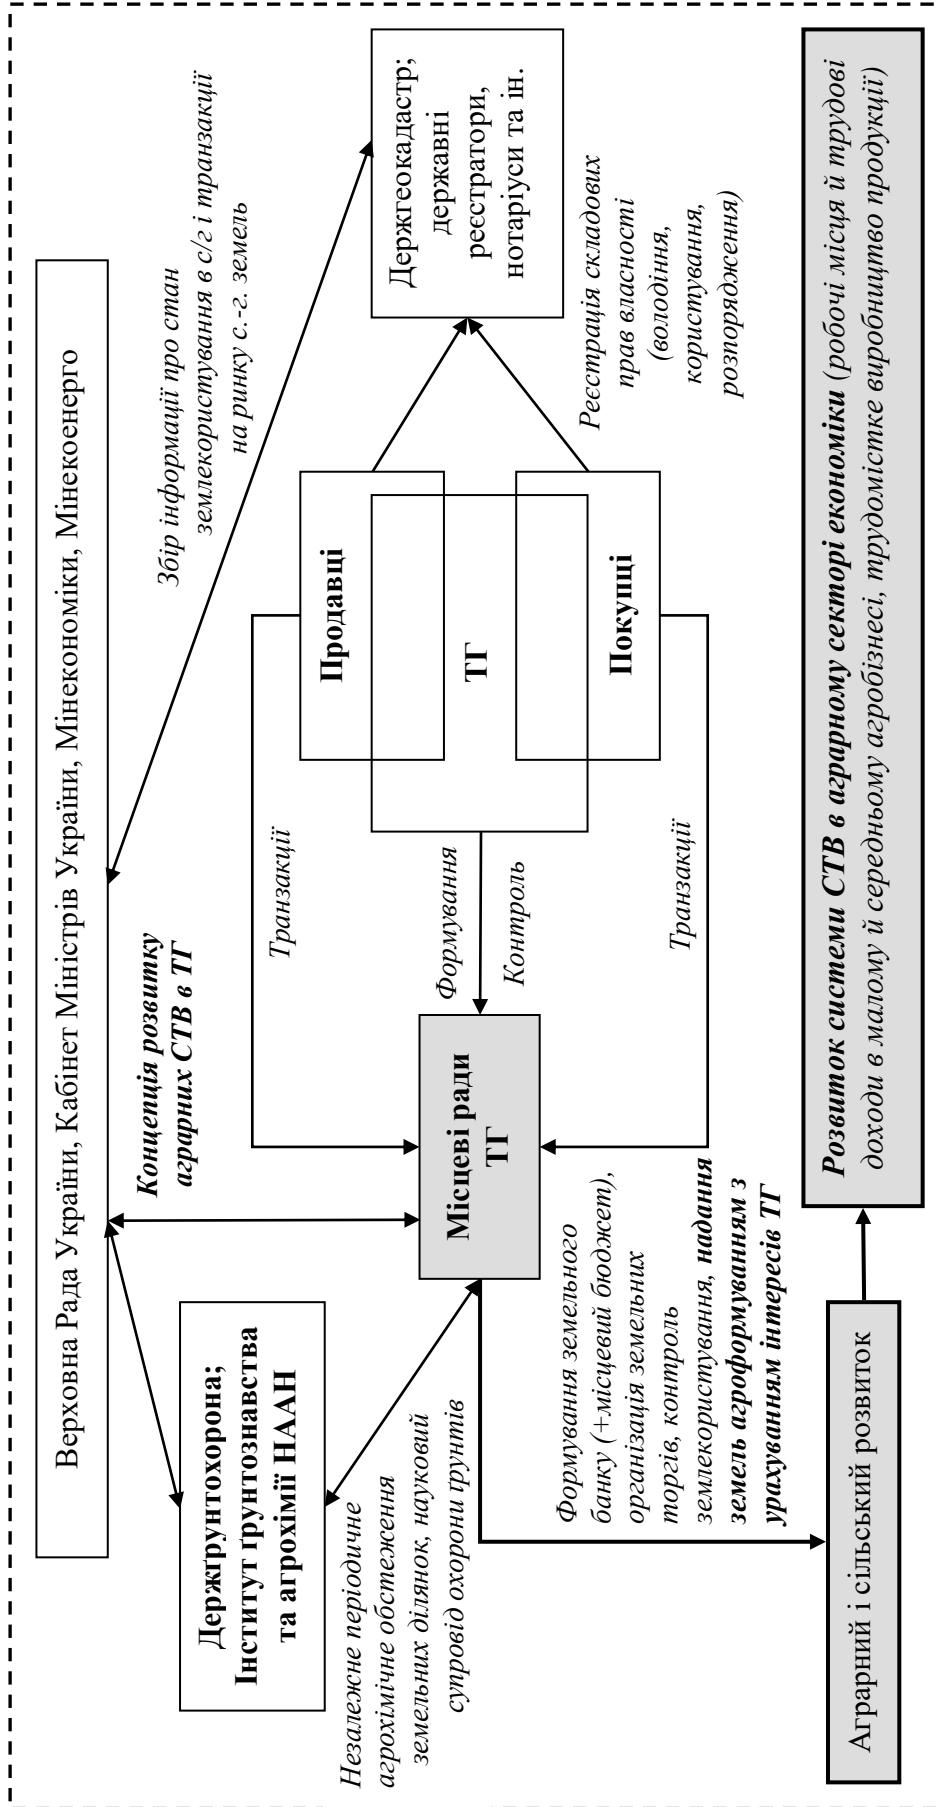 Верховна Рада України, Кабінет Міністрів України, Мінекономіки, Мінекоенерго
Концепція розвитку
аграрних СТВ в ТГ
Збір інформації про стан
землекористування в с/г і транзакції
на ринку с.-г. земель
Держґрунтохорона;
Інститут ґрунтознавства
та агрохімії НААН
Незалежне періодичне
агрохімічне обстеження
земельних ділянок, науковий
супровід охорони ґрунтів
Транзакції
Місцеві ради
ТГ
Формування
Контроль
Продавці
ТГ
Покупці
Транзакції
Держгеокадастр;
державні
реєстратори,
нотаріуси та ін.
Реєстрація складових
прав власності
(володіння,
користування,
розпорядження)
Формування земельного
банку (+місцевий бюджет),
організація земельних
торгів, контроль
землекористування, надання
земель агроформуванням з
урахуванням інтересів ТГ
Аграрний і сільський розвиток
Розвиток системи СТВ в аграрному секторі економіки (робочі місця й трудові
доходи в малому й середньому агробізнесі, трудомістке виробництво продукції)